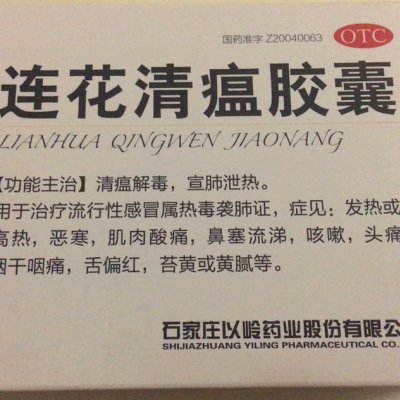 国药准字 Z20040063 OTC
连花清瘟胶囊
LIANHUA QINGWEN JIAONANG
【功能主治】清瘟解毒，宣肺泄热。
用于治疗流行性感冒属热毒袭肺证，症见：发热或
高热，恶寒，肌肉酸痛，鼻塞流涕，咳嗽，头痛
咽干咽痛，舌偏红，苔黄或黄腻等。
石家庄以岭药业股份有限公
SHIJIAZHUANG YILING PHARMACEUTICAL CO.